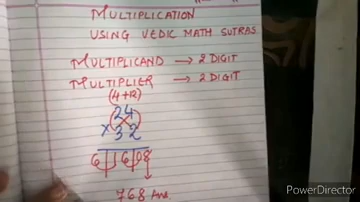 MULTIPLICATION
USING VEDIC MATH SUTRAS
MULTIPLICAND → 2 DIGIT
MULTIPLIER → 2 DIGIT
(4+12)
24
× 32
6 | 16 | 08
768 Ans.
PowerDirector